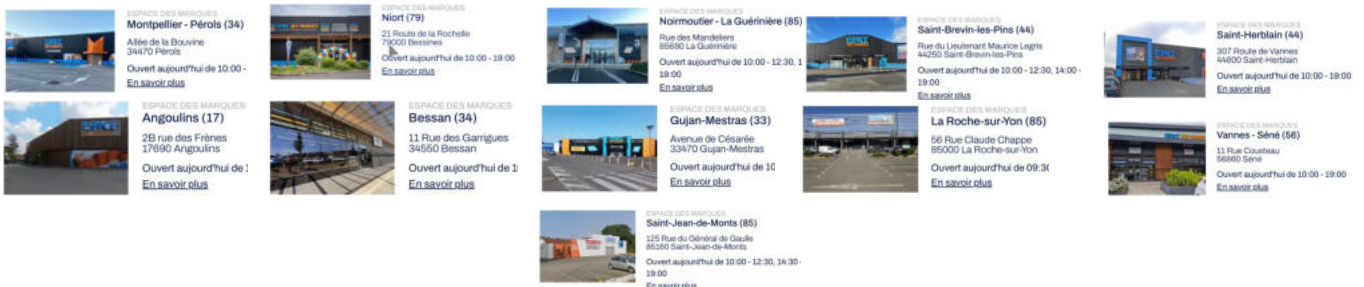 ESPACE DES MARQUES
Montpellier - Pérols (34)
Allée de la Bouvine
34470 Pérols
Ouvert aujourd'hui de 10:00 -
En savoir plus
ESPACE DES MARQUES
Niort (79)
21 Route de la Rochelle
79000 Bessines
Ouvert aujourd'hui de 10:00 - 19:00
En savoir plus
ESPACE DES MARQUES
Noirmoutier - La Guérinière (85)
Rue des Mandeliers
85680 La Guérinière
Ouvert aujourd'hui de 10:00 - 12:30, 1
19:00
En savoir plus
ESPACE DES MARQUES
Saint-Brevin-les-Pins (44)
Rue du Lieutenant Maurice Legris
44250 Saint-Brevin-les-Pins
Ouvert aujourd'hui de 10:00 - 12:30, 14:00 -
19:00
En savoir plus
ESPACE DES MARQUES
Saint-Herblain (44)
307 Route de Vannes
44800 Saint-Herblain
Ouvert aujourd'hui de 10:00 - 19:00
En savoir plus
ESPACE
ESPACE DES MARQUES
Angoulins (17)
2B rue des Frènes
17690 Angoulins
Ouvert aujourd'hui de
En savoir plus
ESPACE DES MARQUES
Bessan (34)
11 Rue des Garrigues
34550 Bessan
Ouvert aujourd'hui de 1
En savoir plus
ESPACE DES MARQUES
Gujan-Mestras (33)
Avenue de Césarée
33470 Gujan-Mestras
Ouvert aujourd'hui de 10
En savoir plus
ESPACE DES MARQUES
La Roche-sur-Yon (85)
56 Rue Claude Chappe
85000 La Roche-sur-Yon
Ouvert aujourd'hui de 09:30
En savoir plus
ESPACE DES MARQUES
Vannes - Séné (56)
11 Rue Cousteau
56860 Séné
Ouvert aujourd'hui de 10:00 - 19:00
En savoir plus
ESPACE DES MARQUES
Saint-Jean-de-Monts (85)
125 Rue du Général de Gaulle
85160 Saint-Jean-de-Monts
Ouvert aujourd'hui de 10:00 - 12:30, 14:30 -
19:00
En savoir plus